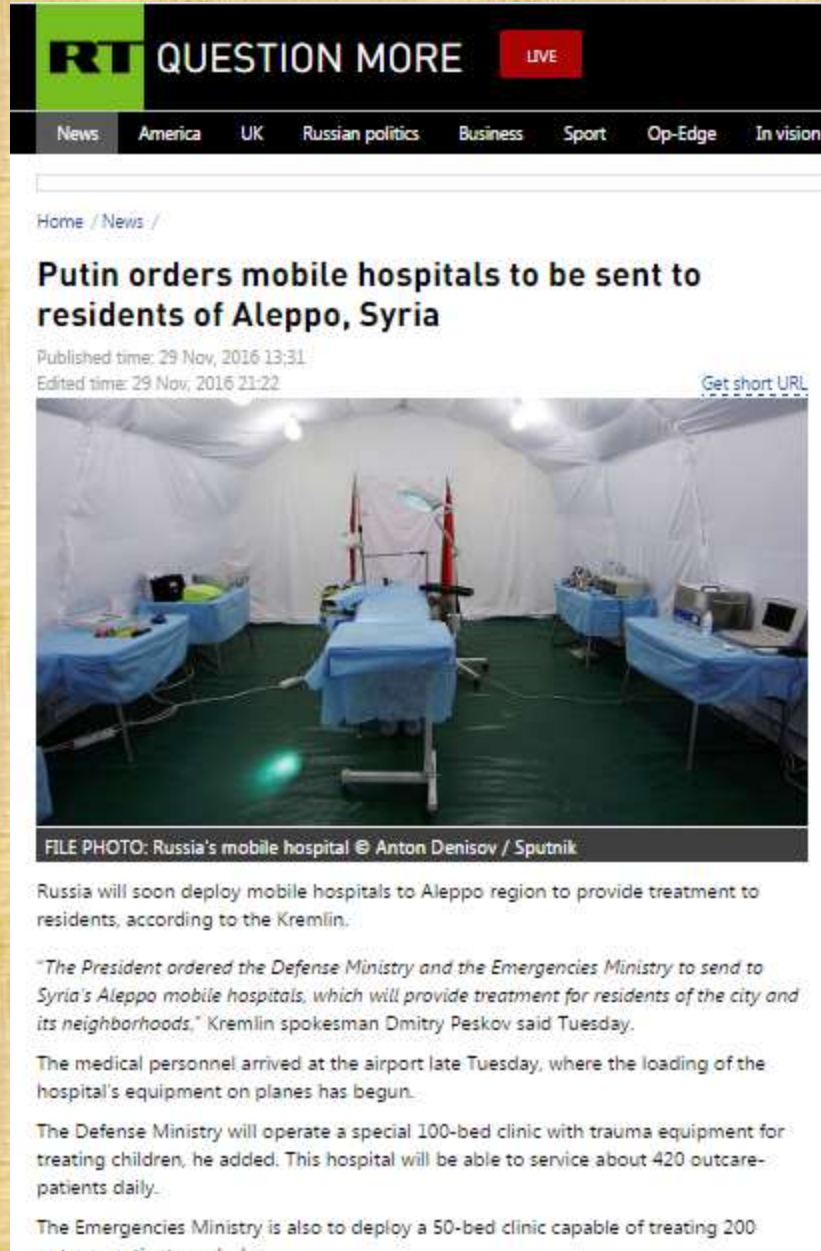 RT QUESTION MORE LIVE
News America UK Russian politics Business Sport Op-Edge In vision
Home / News /
Putin orders mobile hospitals to be sent to
residents of Aleppo, Syria
Published time: 29 Nov, 2016 13:31
Edited time: 29 Nov, 2016 21:22
Get short URL
FILE PHOTO: Russia's mobile hospital © Anton Denisov / Sputnik
Russia will soon deploy mobile hospitals to Aleppo region to provide treatment to
residents, according to the Kremlin.
"The President ordered the Defense Ministry and the Emergencies Ministry to send to
Syria's Aleppo mobile hospitals, which will provide treatment for residents of the city and
its neighborhoods," Kremlin spokesman Dmitry Peskov said Tuesday.
The medical personnel arrived at the airport late Tuesday, where the loading of the
hospital's equipment on planes has begun.
The Defense Ministry will operate a special 100-bed clinic with trauma equipment for
treating children, he added. This hospital will be able to service about 420 outcare-
patients daily.
The Emergencies Ministry is also to deploy a 50-bed clinic capable of treating 200